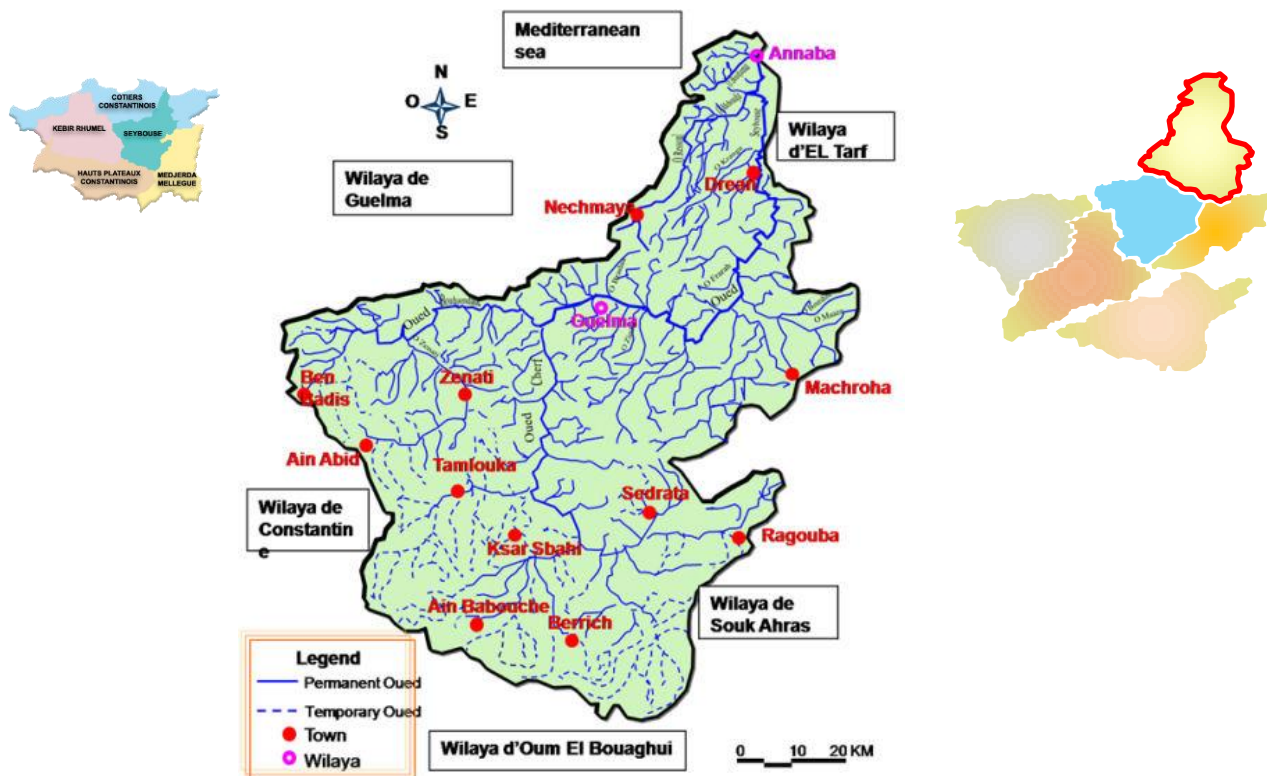 Mediterranean
sea
Annaba
N
O E
S
COTIERS
CONSTANTINOIS
KEBIR RHUMEL
SEYBOUSE
HAUTS PLATEAUX
CONSTANTINOIS
MEDJERDA
MELLEGUE
Wilaya
d'EL Tarf
Wilaya de
Guelma
Seybouse
Drean
Nechmaya
Oued
Guelma
Oued
O Zenati
Cherf
Oued
Ben
Badis
Zenati
Machroha
Ain Abid
Tamlouka
Sedrata
Wilaya de
Constantin
e
Ksar Sbahi
Ragouba
Ain Babouche
Berrich
Wilaya de
Souk Ahras
Legend
Permanent Oued
Temporary Oued
Town
Wilaya
Wilaya d'Oum El Bouaghui
0 10 20 KM